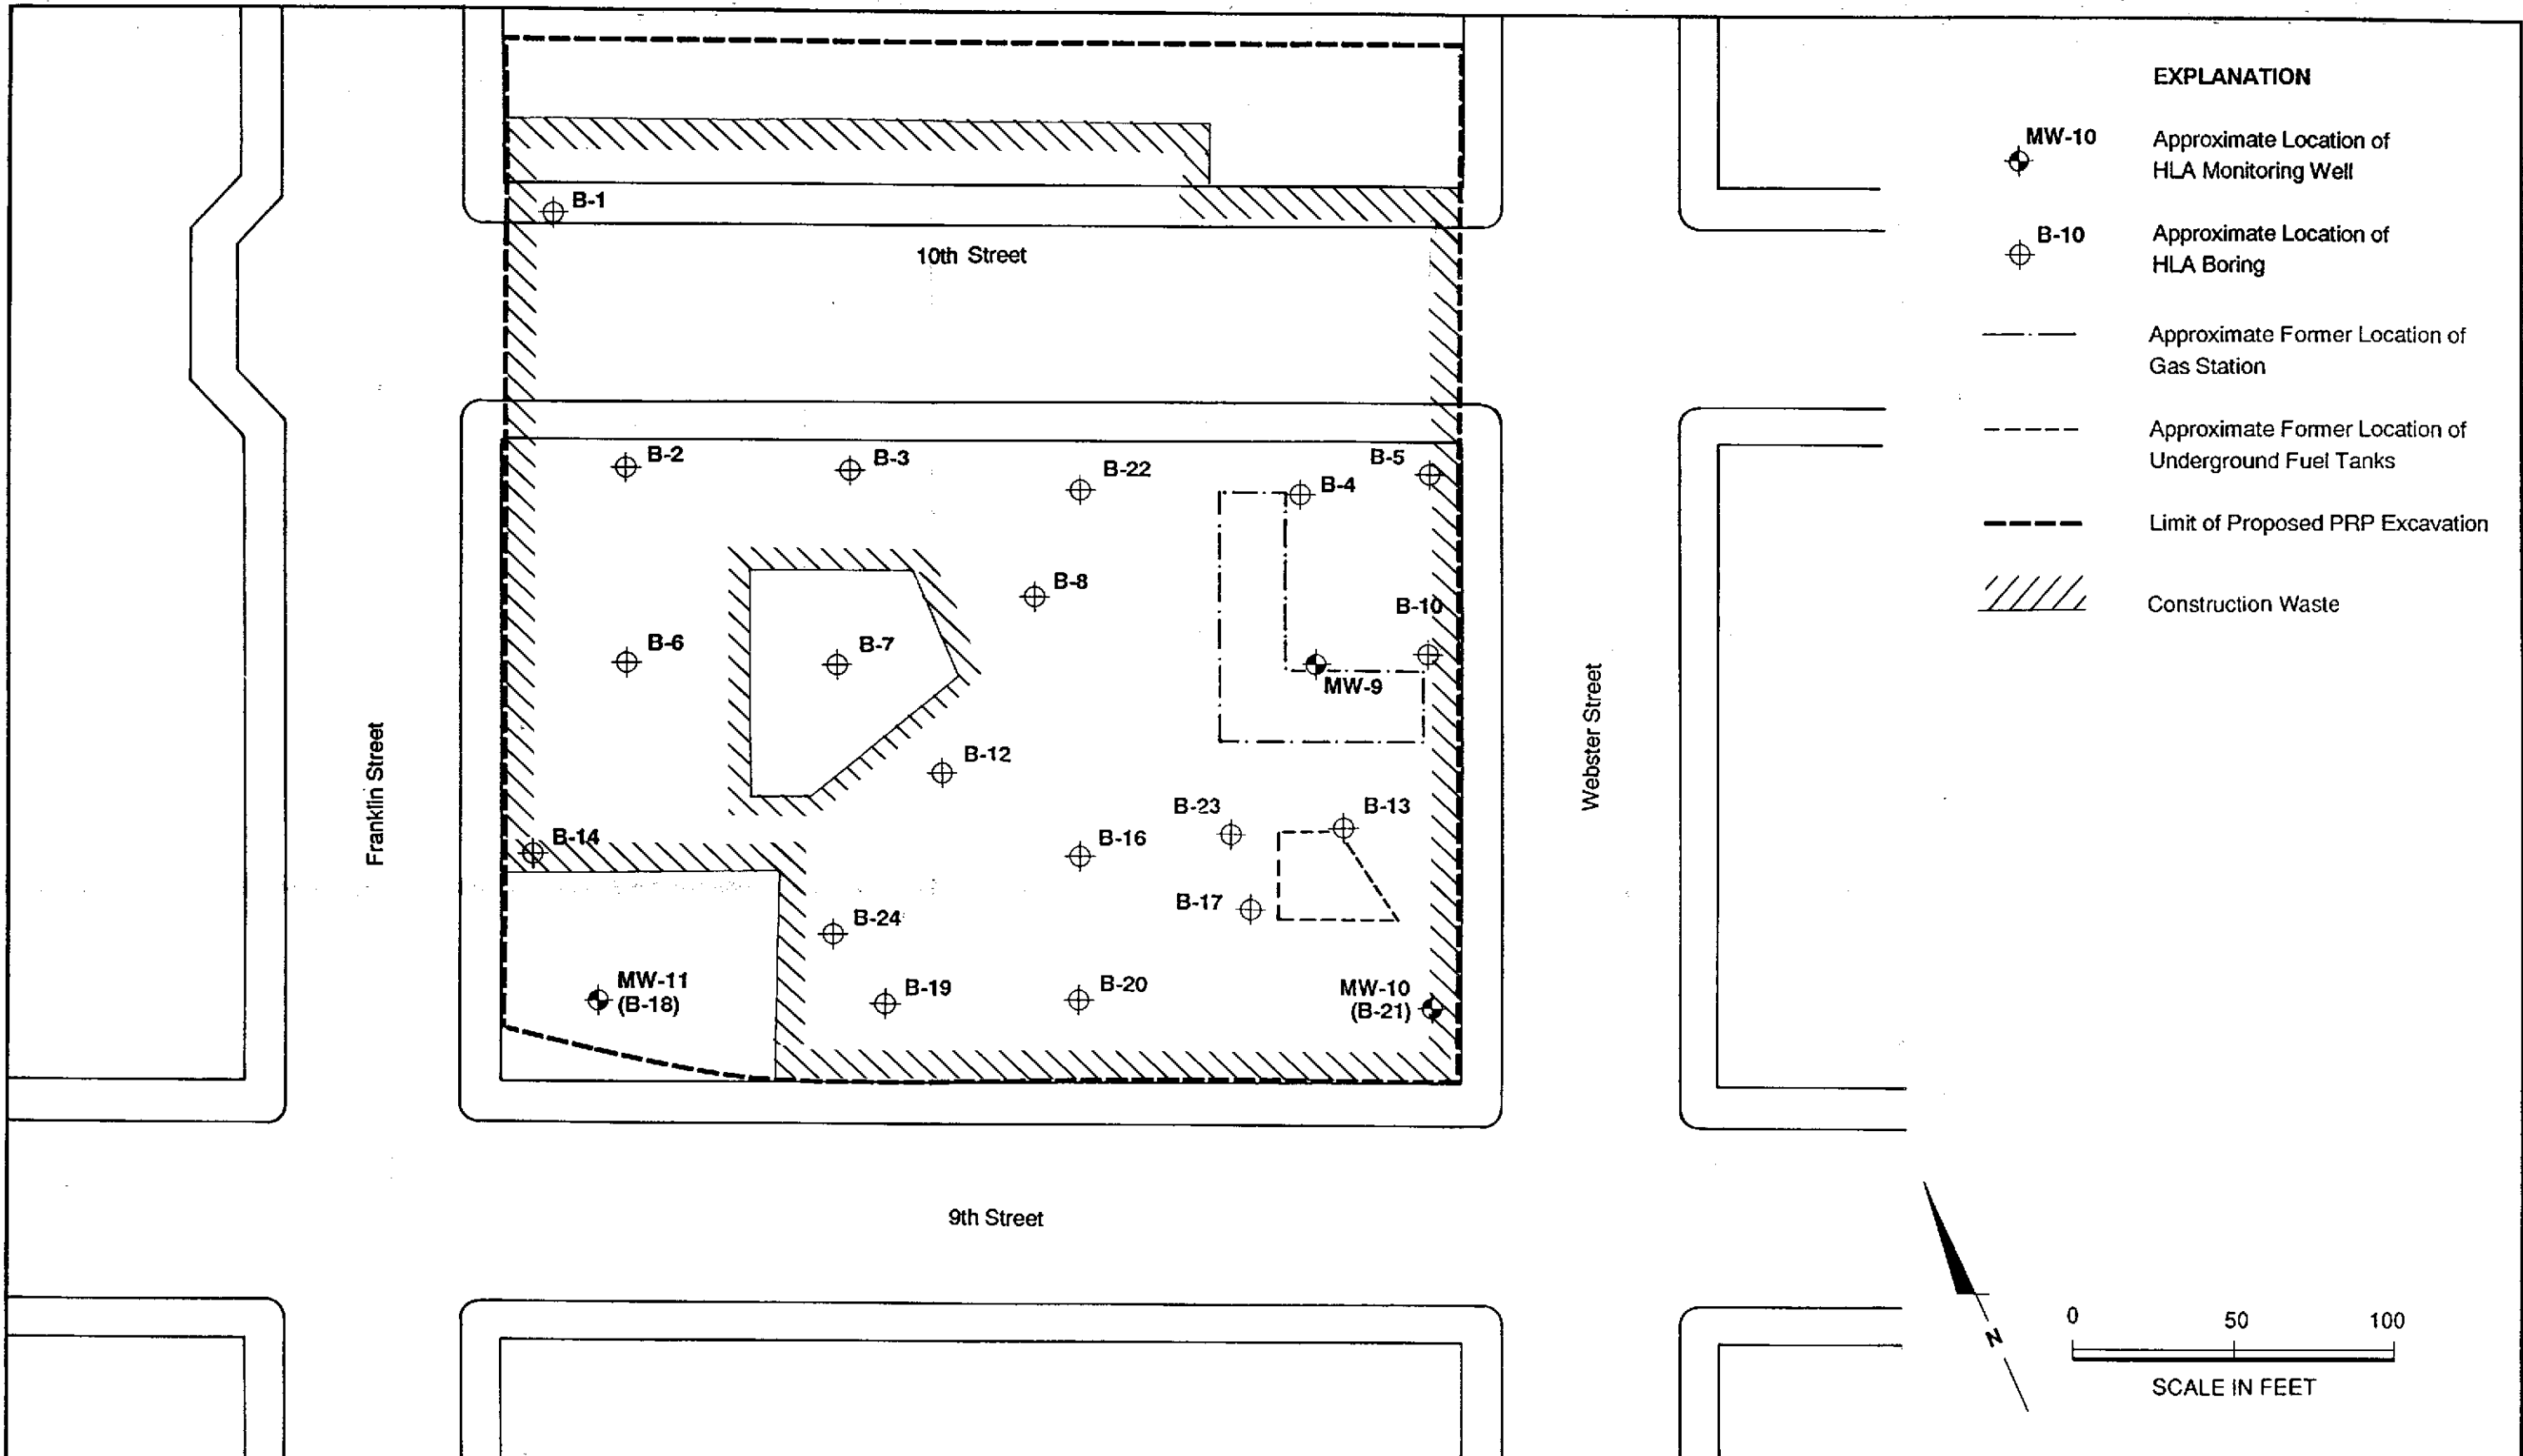 EXPLANATION
MW-10
Approximate Location of
HLA Monitoring Well
B-10
Approximate Location of
HLA Boring
Approximate Former Location of
Gas Station
Approximate Former Location of
Underground Fuel Tanks
Limit of Proposed PRP Excavation
Construction Waste
B-1
10th Street
B-2
B-3
B-22
B-4
B-5
B-8
B-10
B-6
B-7
MW-9
Franklin Street
Webster Street
B-12
B-23
B-13
B-14
B-16
B-17
B-24
MW-11
(B-18)
B-19
B-20
MW-10
(B-21)
9th Street
N
0 50 100
SCALE IN FEET